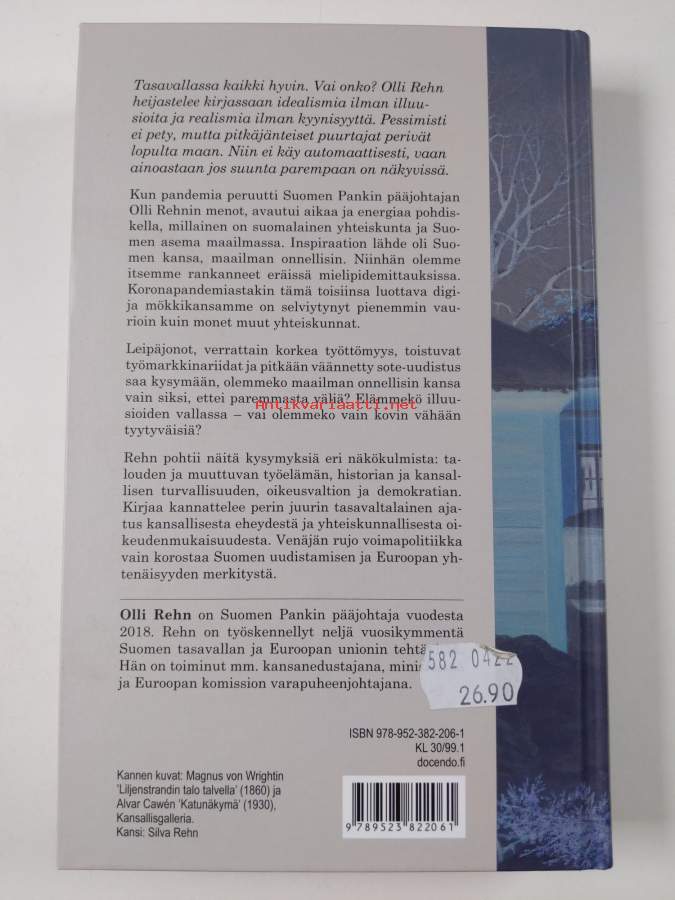 Tasavallassa kaikki hyvin. Vai onko? Olli Rehn
heijastelee kirjassaan idealismia ilman illuu-
sioita ja realismia ilman kyynisyyttä. Pessimisti
ei pety, mutta pitkäjänteiset puurtajat perivät
lopulta maan. Niin ei käy automaattisesti, vaan
ainoastaan jos suunta parempaan on näkyvissä.
Kun pandemia peruutti Suomen Pankin pääjohtajan
Olli Rehnin menot, avautui aikaa ja energiaa pohdis-
kella, millainen on suomalainen yhteiskunta ja Suo-
men asema maailmassa. Inspiraation lähde oli Suo-
men kansa, maailman onnellisin. Niinhän olemme
itsemme rankanneet eräissä mielipidemittauksissa.
Koronapandemiastakin tämä toisiinsa luottava digi-
ja mökkikansamme on selviytynyt pienemmin vau-
rioin kuin monet muut yhteiskunnat.
Leipäjonot, verrattain korkea työttömyys, toistuvat
työmarkkinariidat ja pitkään väännetty sote-uudistus
saa kysymään, olemmeko maailman onnellisin kansa
vain siksi, ettei paremmasta väliä? Elämmekö illuu-
Antikvariaatti.net
sioiden vallassa – vai olemmeko vain kovin vähään
tyytyväisiä?
Rehn pohtii näitä kysymyksiä eri näkökulmista: ta-
louden ja muuttuvan työelämän, historian ja kansal-
lisen turvallisuuden, oikeusvaltion ja demokratian.
Kirjaa kannattelee perin juurin tasavaltalainen aja-
tus kansallisesta eheydestä ja yhteiskunnallisesta oi-
keudenmukaisuudesta. Venäjän rujo voimapolitiikka
vain korostaa Suomen uudistamisen ja Euroopan yh-
tenäisyyden merkitystä.
Olli Rehn on Suomen Pankin pääjohtaja vuodesta
2018. Rehn on työskennellyt neljä vuosikymmentä
Suomen tasavallan ja Euroopan unionin
Hän on toiminut mm. kansanedustajana,
ja Euroopan komission varapuheenjohtajana.
582 0422
26.90
ISBN 978-952-382-206-1
KL 30/99.1
docendo.fi
Kannen kuvat: Magnus von Wrightin
'Liljenstrandin talo talvella' (1860) ja
Alvar Cawén 'Katunäkymä' (1930),
Kansallisgalleria.
Kansi: Silva Rehn
9 789523 822061